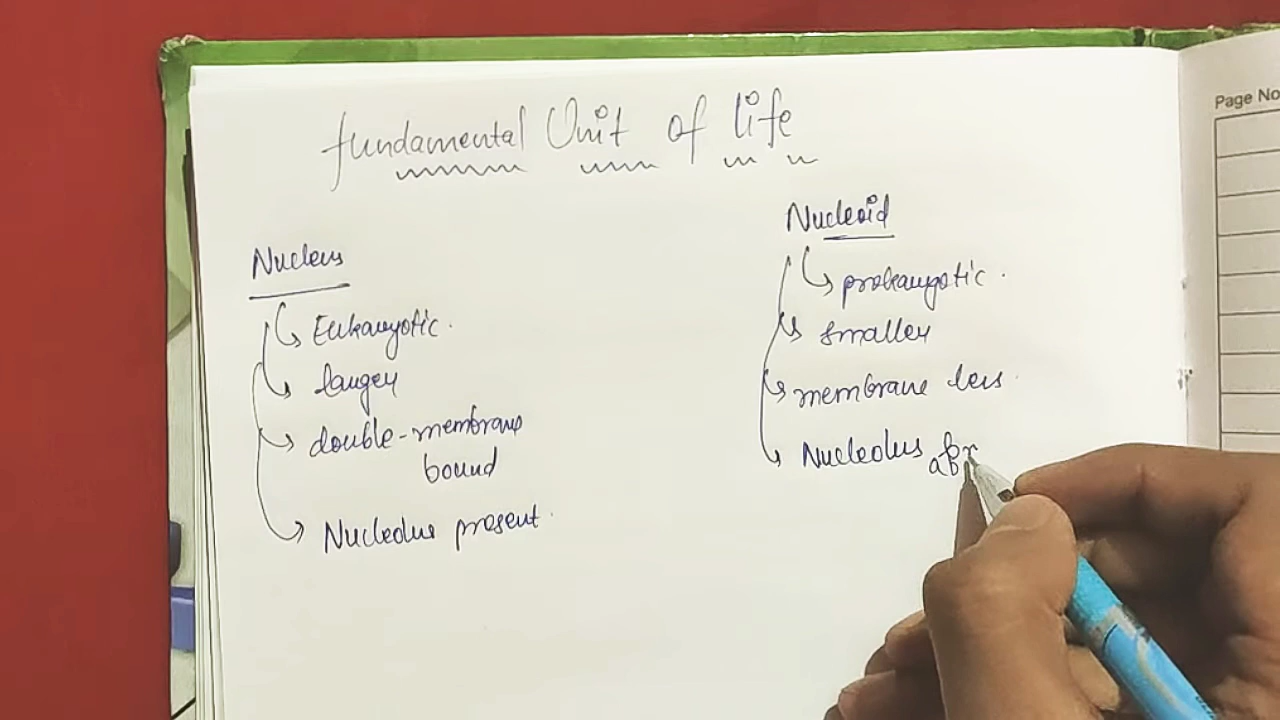 Fundamental Unit of life
Page No
Nucleus
Eukaryotic.
larger
double-membrane
bound
Nucleolus present.
Nucleoid
prokaryotic.
smaller
membrane less.
Nucleolus